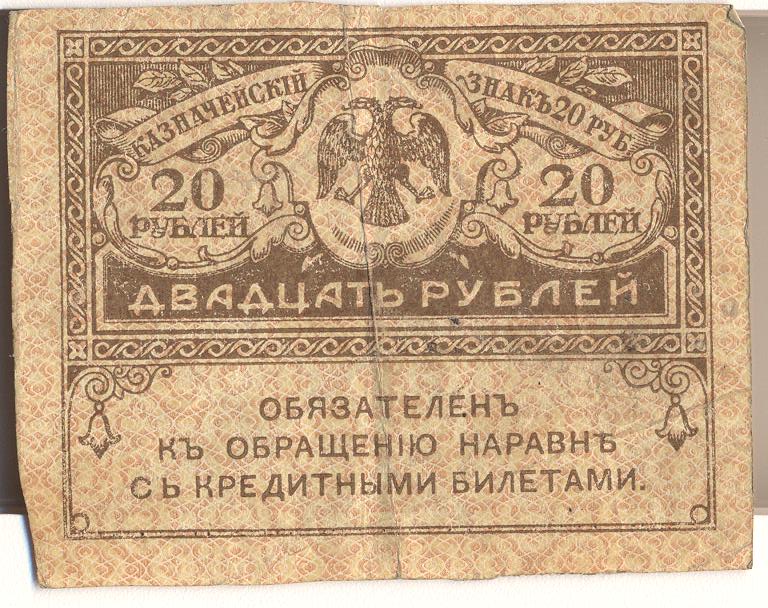 КАЗНАЧЕЙСКІЙ ЗНАКЪ 20 РУБ.
20 РУБЛЕЙ
20 РУБЛЕЙ
ДВАДЦАТЬ РУБЛЕЙ
ОБЯЗАТЕЛЕНЪ
КЪ ОБРАЩЕНІЮ НАРАВНѢ
СЪ КРЕДИТНЫМИ БИЛЕТАМИ.